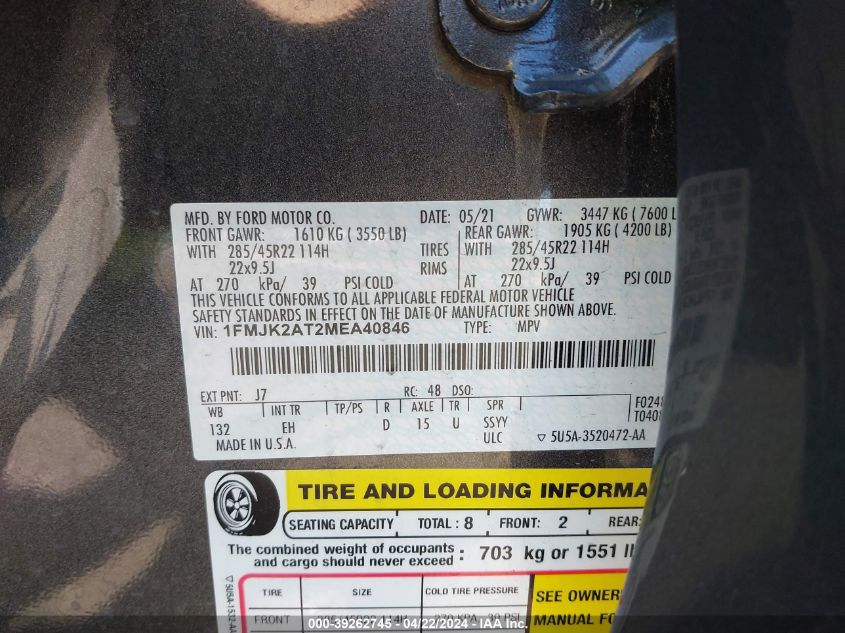 MFD. BY FORD MOTOR CO. DATE: 05/21 GVWR: 3447 KG ( 7600 L
FRONT GAWR: 1610 KG ( 3550 LB) REAR GAWR: 1905 KG ( 4200 LB)
WITH 285/45R22 114H TIRES WITH 285/45R22 114H
22x9.5J RIMS 22x9.5J
AT 270 kPa/ 39 PSI COLD AT 270 kPa/ 39 PSI COLD
THIS VEHICLE CONFORMS TO ALL APPLICABLE FEDERAL MOTOR VEHICLE
SAFETY STANDARDS IN EFFECT ON THE DATE OF MANUFACTURE SHOWN ABOVE.
VIN: 1FMJK2AT2MEA40846 TYPE: MPV
EXT PNT: J7 RC: 48 DSO:
WB INT TR TP/PS R AXLE TR SPR F0248
132 EH D 15 U SSYY T0408
MADE IN U.S.A. ULC ▽ 5U5A-3520472-AA
TIRE AND LOADING INFORMA
SEATING CAPACITY TOTAL: 8 FRONT: 2 REAR:
The combined weight of occupants and cargo should never exceed : 703 kg or 1551 l
TIRE SIZE COLD TIRE PRESSURE SEE OWNER
FRONT MANUAL FO
▽ 5U5A-1532-AA
000-39262745 - 04/22/2024 - IAA, Inc.